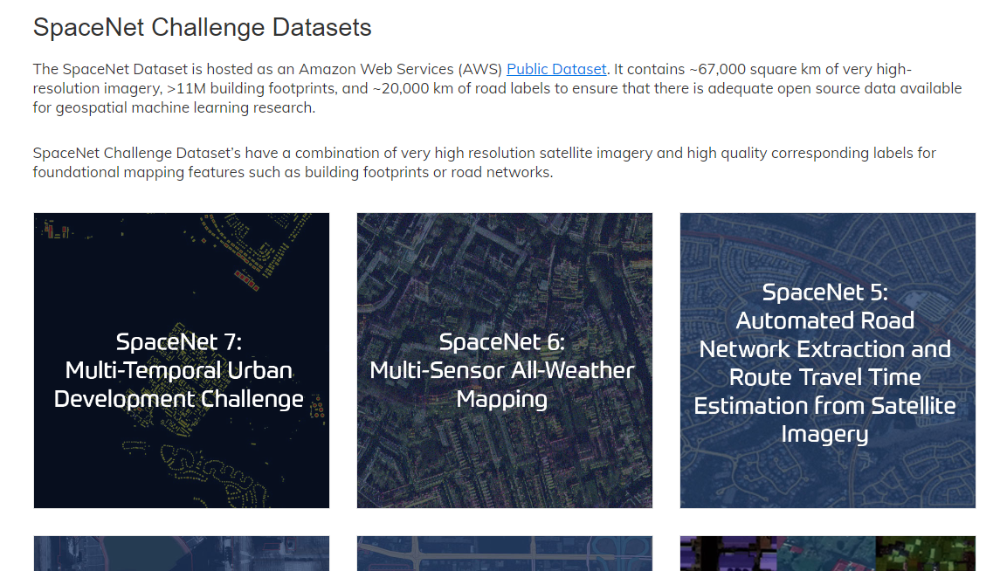 SpaceNet Challenge Datasets
The SpaceNet Dataset is hosted as an Amazon Web Services (AWS) Public Dataset. It contains ~67,000 square km of very high-
resolution imagery, >11M building footprints, and ~20,000 km of road labels to ensure that there is adequate open source data available
for geospatial machine learning research.
SpaceNet Challenge Dataset’s have a combination of very high resolution satellite imagery and high quality corresponding labels for
foundational mapping features such as building footprints or road networks.
SpaceNet 7:
Multi-Temporal Urban
Development Challenge
SpaceNet 6:
Multi-Sensor All-Weather
Mapping
SpaceNet 5:
Automated Road
Network Extraction and
Route Travel Time
Estimation from Satellite
Imagery